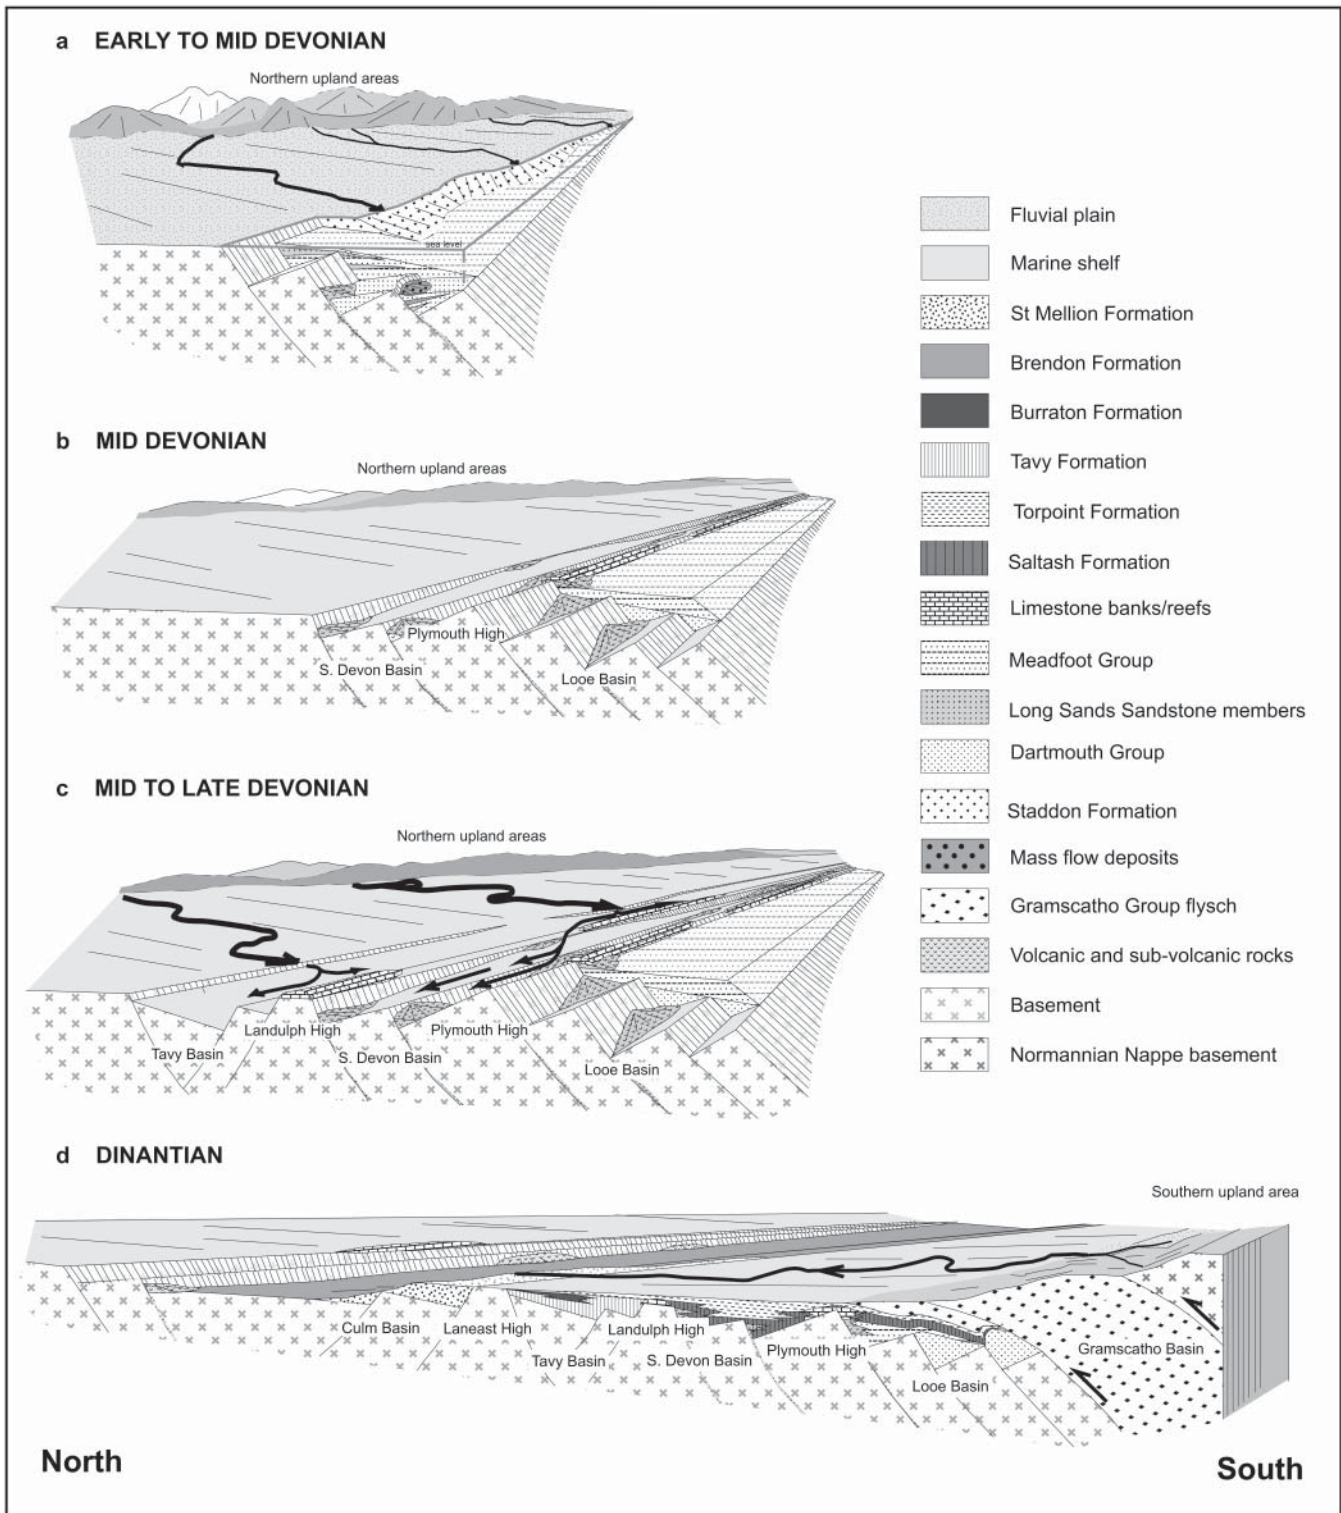 a EARLY TO MID DEVONIAN
Northern upland areas
sea level
b MID DEVONIAN
Northern upland areas
Plymouth High
S. Devon Basin
Looe Basin
c MID TO LATE DEVONIAN
Northern upland areas
Landulph High
Plymouth High
Tavy Basin
S. Devon Basin
Looe Basin
d DINANTIAN
Southern upland area
Culm Basin
Laneast High
Landulph High
Tavy Basin
S. Devon Basin
Plymouth High
Gramscatho Basin
Looe Basin
North
South
Fluvial plain
Marine shelf
St Mellion Formation
Brendon Formation
Burraton Formation
Tavy Formation
Torpoint Formation
Saltash Formation
Limestone banks/reefs
Meadfoot Group
Long Sands Sandstone members
Dartmouth Group
Staddon Formation
Mass flow deposits
Gramscatho Group flysch
Volcanic and sub-volcanic rocks
Basement
Normannian Nappe basement